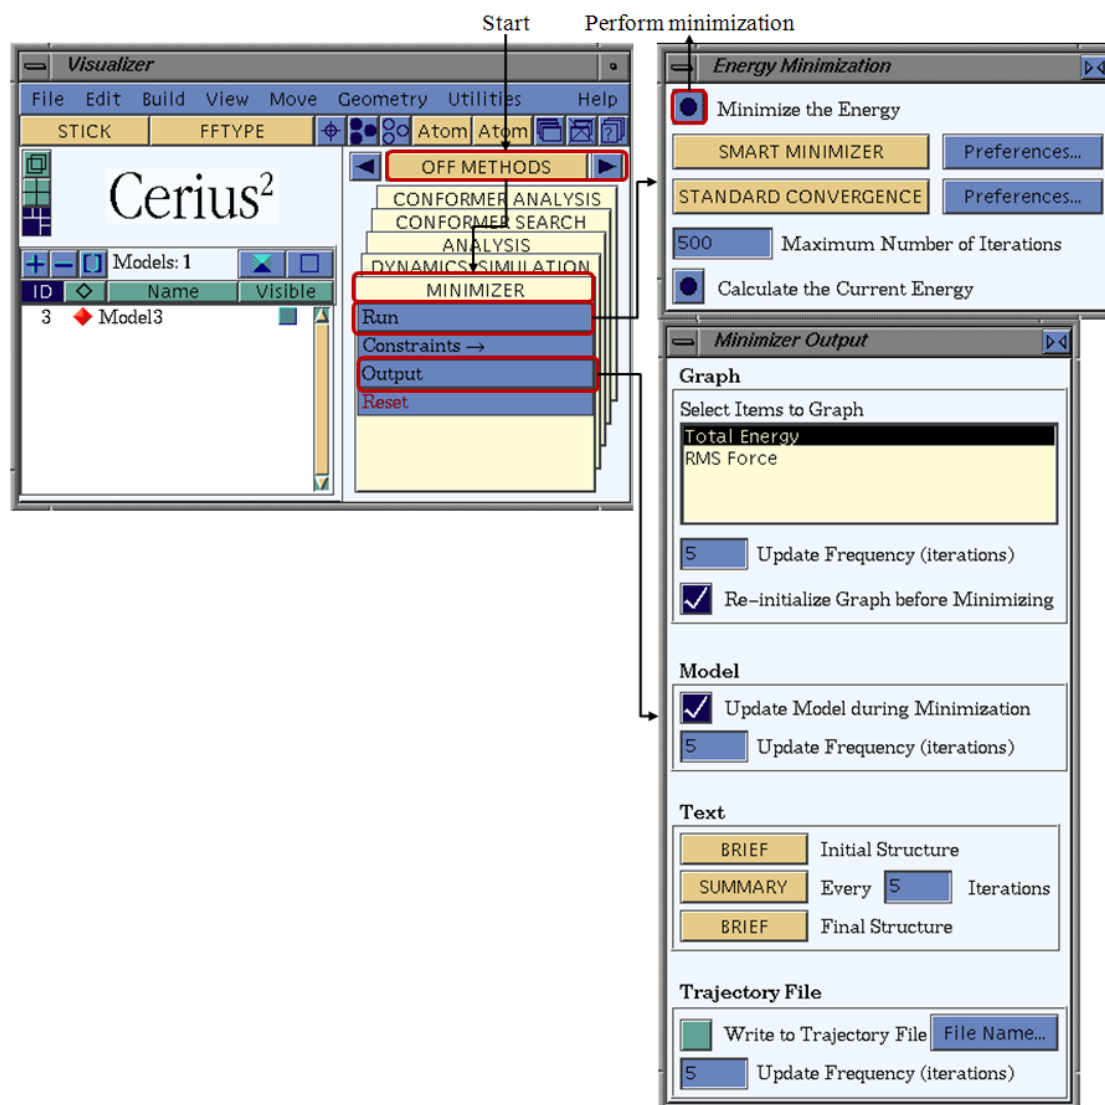 Start
Perform minimization
Visualizer
File Edit Build View Move Geometry Utilities Help
STICK FFTYPE Atom Atom
OFF METHODS
Cerius2
CONFORMER ANALYSIS
CONFORMER SEARCH
ANALYSIS
DYNAMICS SIMULATION
MINIMIZER
Run
Constraints →
Output
Reset
Models: 1
ID Name Visible
3 Model3
Energy Minimization
Minimize the Energy
SMART MINIMIZER Preferences...
STANDARD CONVERGENCE Preferences...
500 Maximum Number of Iterations
Calculate the Current Energy
Minimizer Output
Graph
Select Items to Graph
Total Energy
RMS Force
5 Update Frequency (iterations)
Re-initialize Graph before Minimizing
Model
Update Model during Minimization
5 Update Frequency (iterations)
Text
BRIEF Initial Structure
SUMMARY Every 5 Iterations
BRIEF Final Structure
Trajectory File
Write to Trajectory File File Name...
5 Update Frequency (iterations)